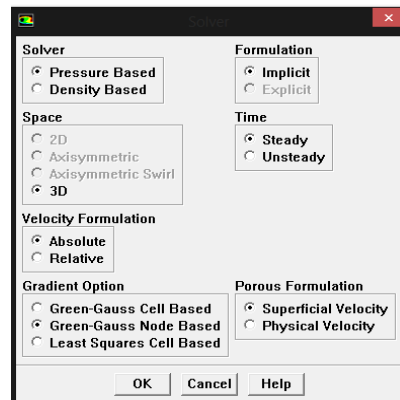 Solver
Solver
Pressure Based
Density Based
Formulation
Implicit
Explicit
Space
2D
Axisymmetric
Axisymmetric Swirl
3D
Time
Steady
Unsteady
Velocity Formulation
Absolute
Relative
Gradient Option
Green-Gauss Cell Based
Green-Gauss Node Based
Least Squares Cell Based
Porous Formulation
Superficial Velocity
Physical Velocity
OK
Cancel
Help